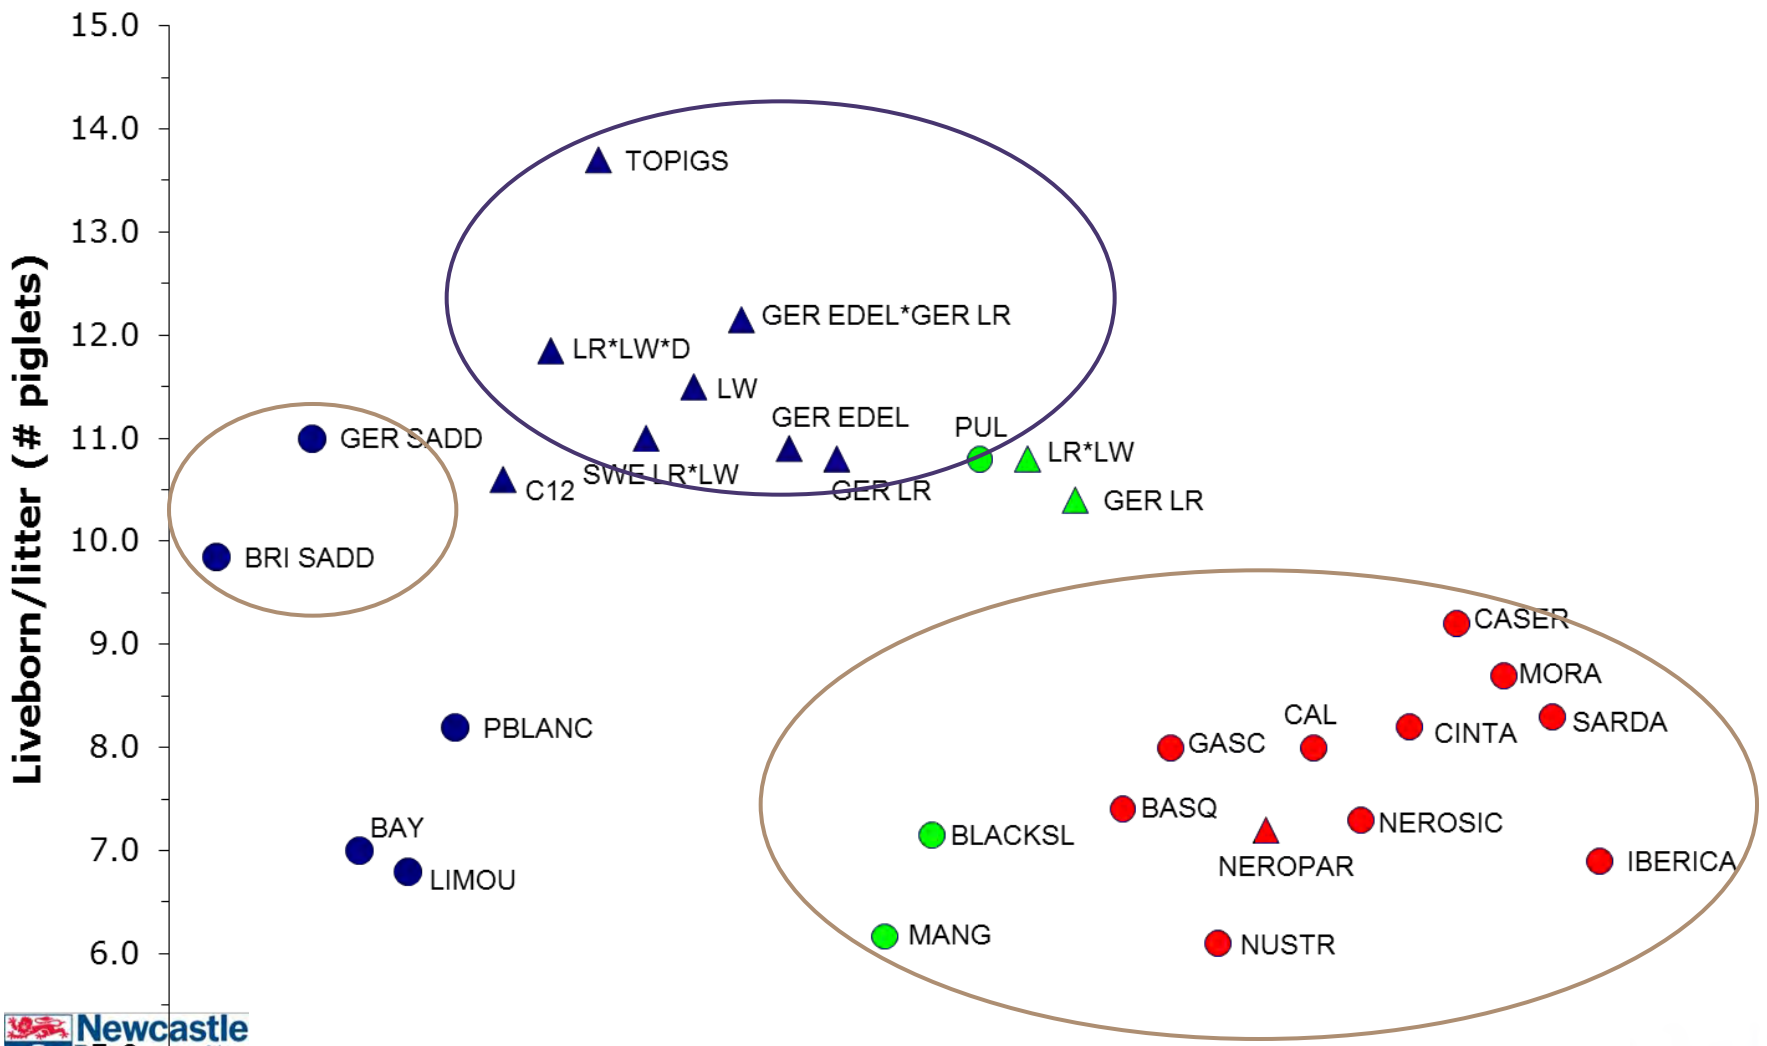 15.0
14.0
13.0
12.0
11.0
10.0
9.0
8.0
7.0
6.0
Liveborn/litter (# piglets)
TOPIGS
GER EDEL*GER LR
LR*LW*D
LW
GER EDEL
PUL
GER SADD
LR*LW
SWE LR*LW
C12
GER LR
GER LR
BRI SADD
CASER
MORA
CAL
SARDA
PBLANC
CINTA
GASC
BASQ
NEROSIC
BAY
BLACKSL
NEROPAR
IBERICA
LIMOU
MANG
NUSTR
Newcastle